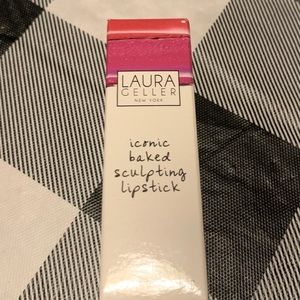 LAURA
GELLER
NEW YORK
iconic
baked
sculpting
lipstick